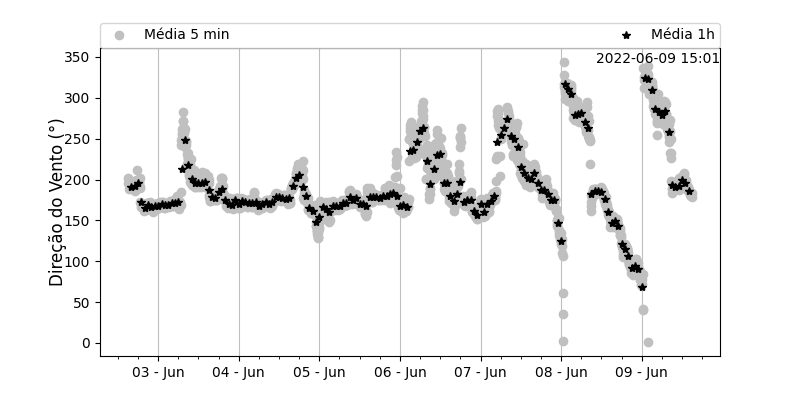 Média 5 min
Média 1h
2022-06-09 15:01
Direção do Vento (°)
350
300
250
200
150
100
50
0
03 - Jun
04 - Jun
05 - Jun
06 - Jun
07 - Jun
08 - Jun
09 - Jun